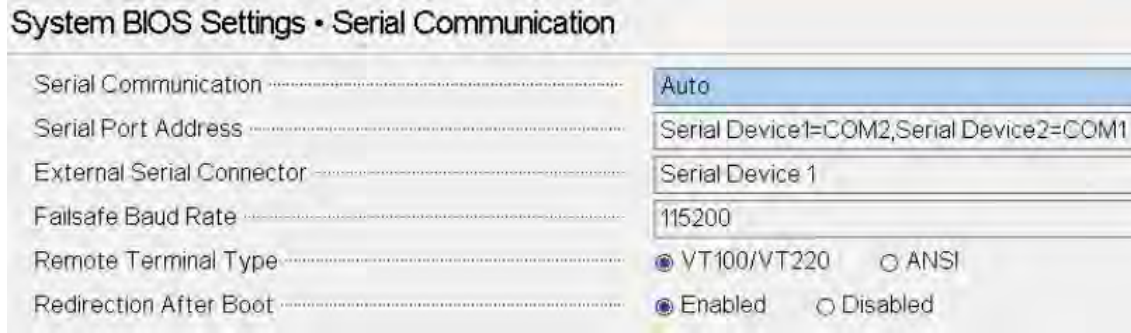 System BIOS Settings • Serial Communication
Serial Communication Auto
Serial Port Address Serial Device1=COM2,Serial Device2=COM1
External Serial Connector Serial Device 1
Failsafe Baud Rate 115200
Remote Terminal Type VT100/VT220 ANSI
Redirection After Boot Enabled Disabled